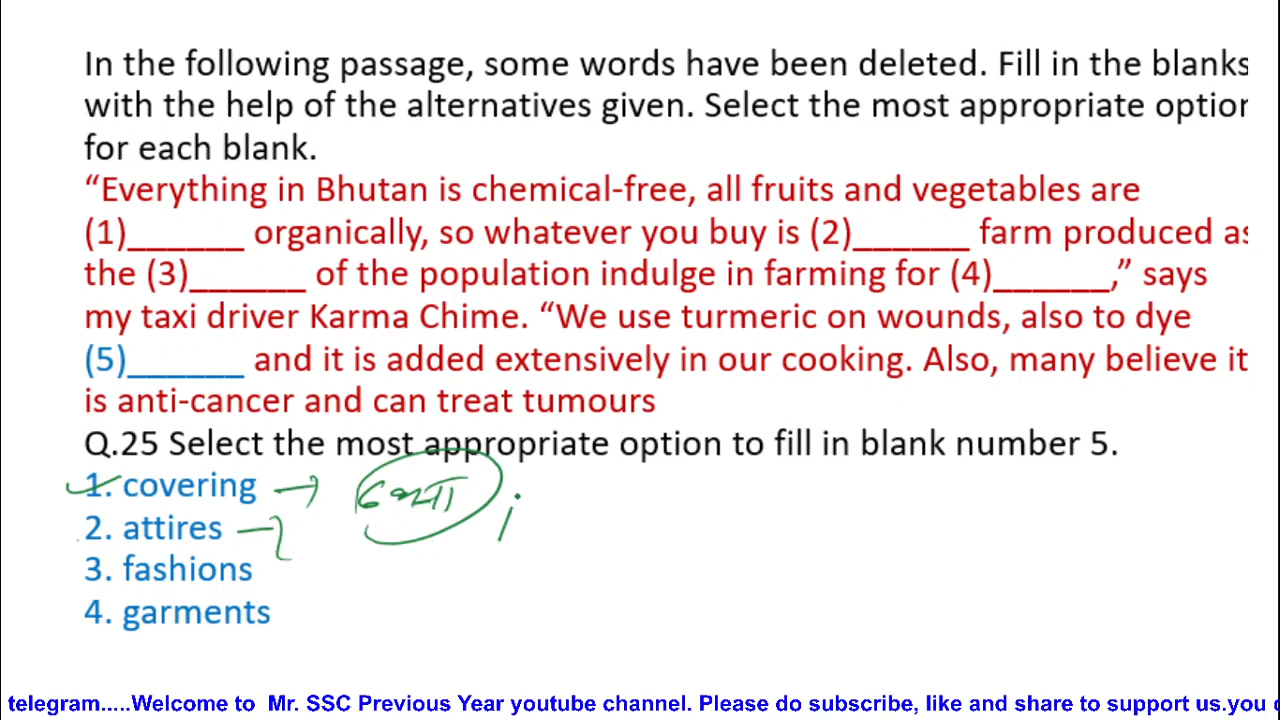 In the following passage, some words have been deleted. Fill in the blanks
with the help of the alternatives given. Select the most appropriate option
for each blank.
“Everything in Bhutan is chemical-free, all fruits and vegetables are
(1)______ organically, so whatever you buy is (2)______ farm produced as
the (3)______ of the population indulge in farming for (4)______,” says
my taxi driver Karma Chime. “We use turmeric on wounds, also to dye
(5)______ and it is added extensively in our cooking. Also, many believe it
is anti-cancer and can treat tumours
Q.25 Select the most appropriate option to fill in blank number 5.
1. covering
2. attires
3. fashions
4. garments
telegram.....Welcome to Mr. SSC Previous Year youtube channel. Please do subscribe, like and share to support us.you